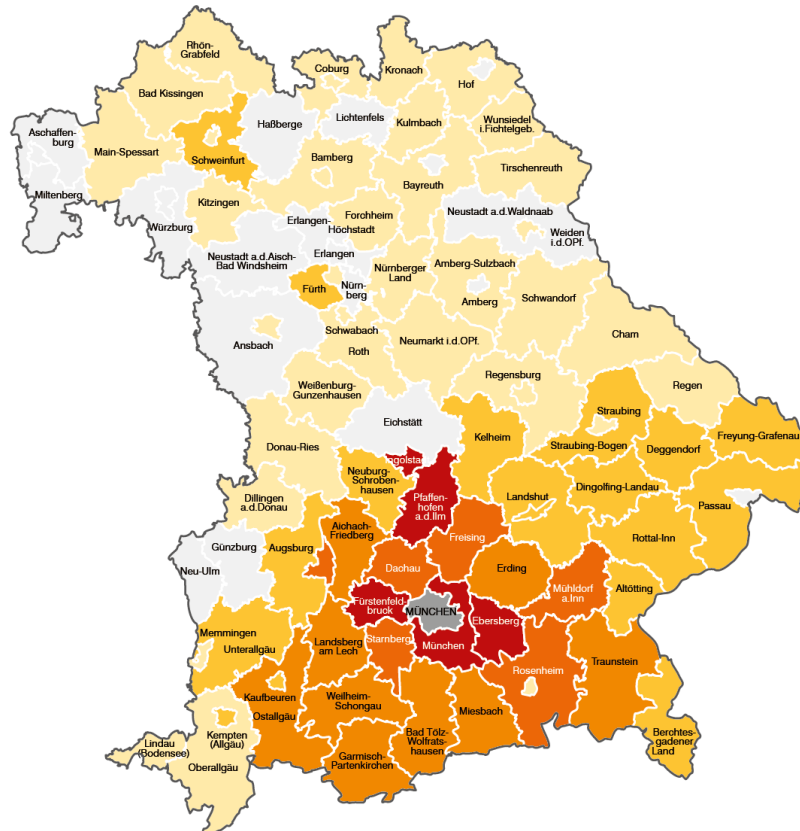 Rhön-
Grabfeld
Coburg
Kronach
Hof
Bad Kissingen
Lichtenfels
Kulmbach
Wunsiedel
i.Fichtelgeb.
Aschaffen-
burg
Haßberge
Main-Spessart
Schweinfurt
Bamberg
Tirschenreuth
Bayreuth
Miltenberg
Kitzingen
Würzburg
Erlangen-
Höchstadt
Forchheim
Neustadt a.d.Waldnaab
Weiden
i.d.OPf.
Neustadt a.d.Aisch-
Bad Windsheim
Erlangen
Nürnberger
Land
Amberg-Sulzbach
Fürth
Nürn-
berg
Amberg
Schwandorf
Schwabach
Ansbach
Roth
Neumarkt i.d.OPf.
Cham
Weißenburg-
Gunzenhausen
Regensburg
Regen
Eichstätt
Straubing
Kelheim
Straubing-Bogen
Deggendorf
Freyung-Grafenau
Donau-Ries
Ingolstadt
Neuburg-
Schroben-
hausen
Pfaffen-
hofen
a.d.Ilm
Landshut
Dingolfing-Landau
Passau
Dillingen
a.d.Donau
Aichach-
Friedberg
Freising
Rottal-Inn
Günzburg
Augsburg
Neu-Ulm
Dachau
Erding
Mühldorf
a.Inn
Altötting
Fürstenfeld-
bruck
MÜNCHEN
Ebersberg
Memmingen
Unterallgäu
Landsberg
am Lech
Starnberg
München
Traunstein
Rosenheim
Kaufbeuren
Ostallgäu
Weilheim-
Schongau
Miesbach
Bad Tölz-
Wolfrats-
hausen
Berchtes-
gadener
Land
Kempten
(Allgäu)
Lindau
(Bodensee)
Oberallgäu
Garmisch-
Partenkirchen